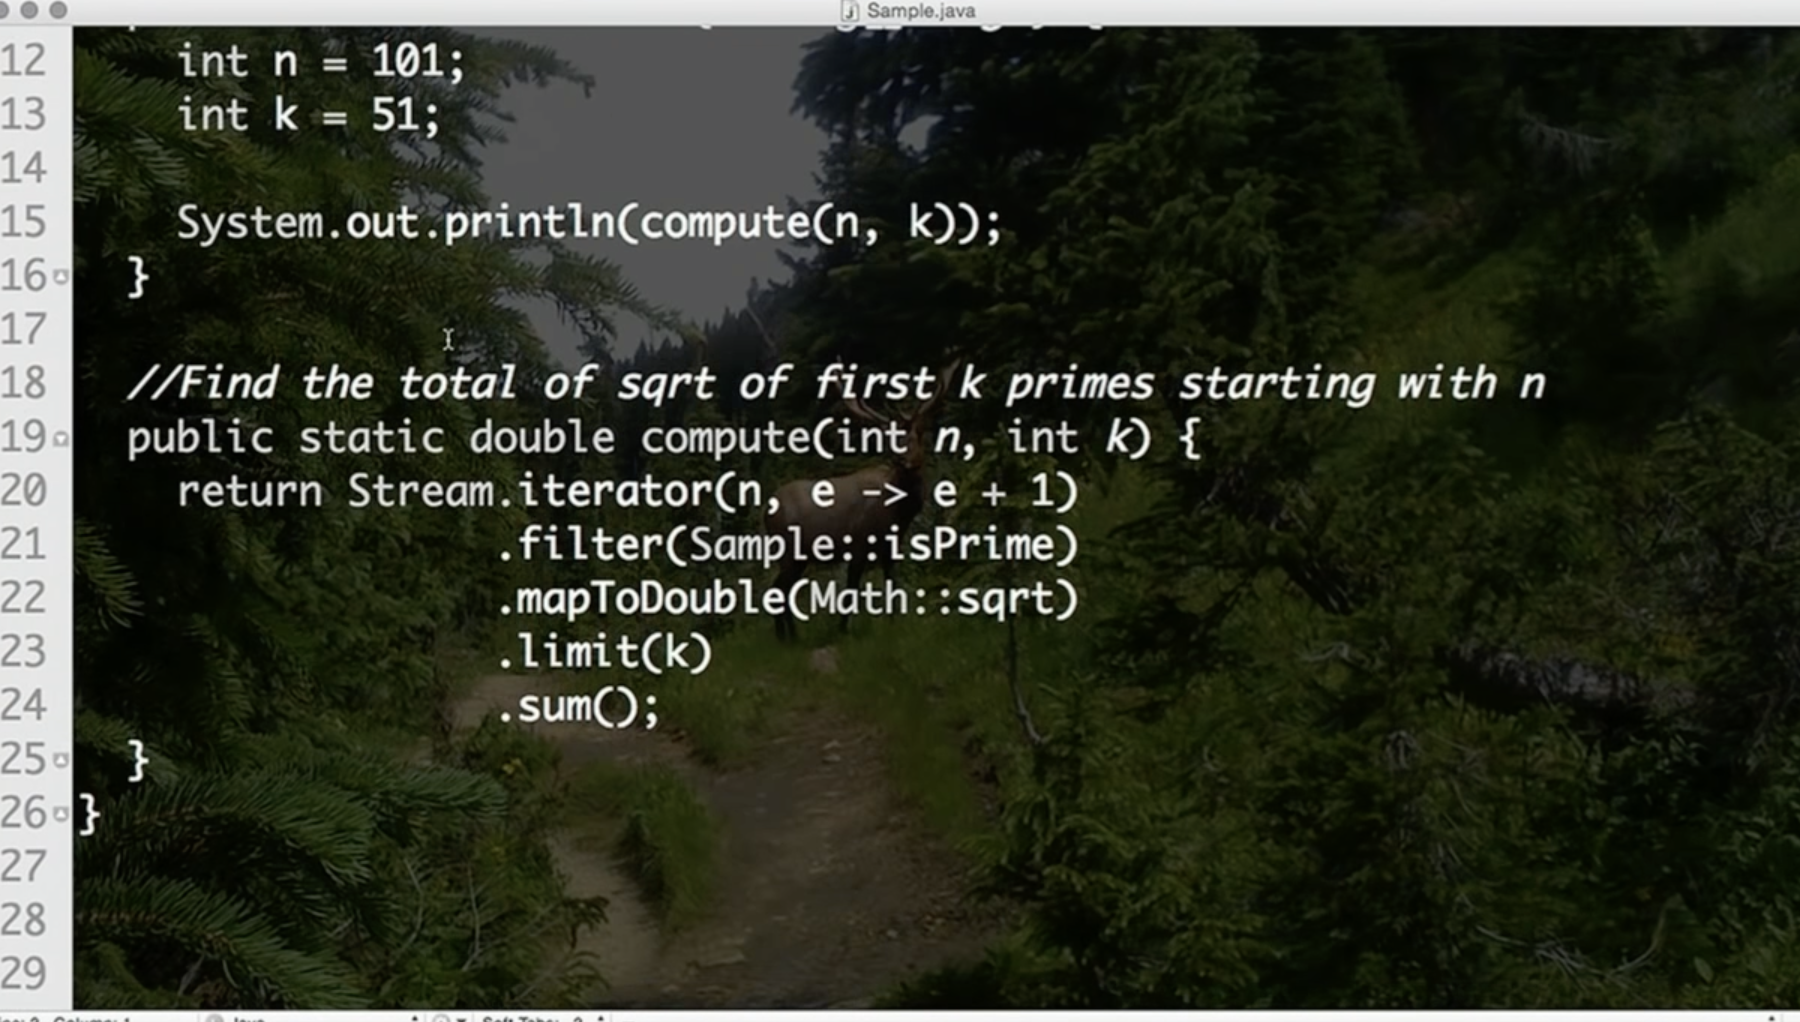 Sample.java
12 int n = 101;
13 int k = 51;
14
15 System.out.println(compute(n, k));
16 }
17
18 //Find the total of sqrt of first k primes starting with n
19 public static double compute(int n, int k) {
20 return Stream.iterator(n, e -> e + 1)
21 .filter(Sample::isPrime)
22 .mapToDouble(Math::sqrt)
23 .limit(k)
24 .sum();
25 }
26 }
27
28
29